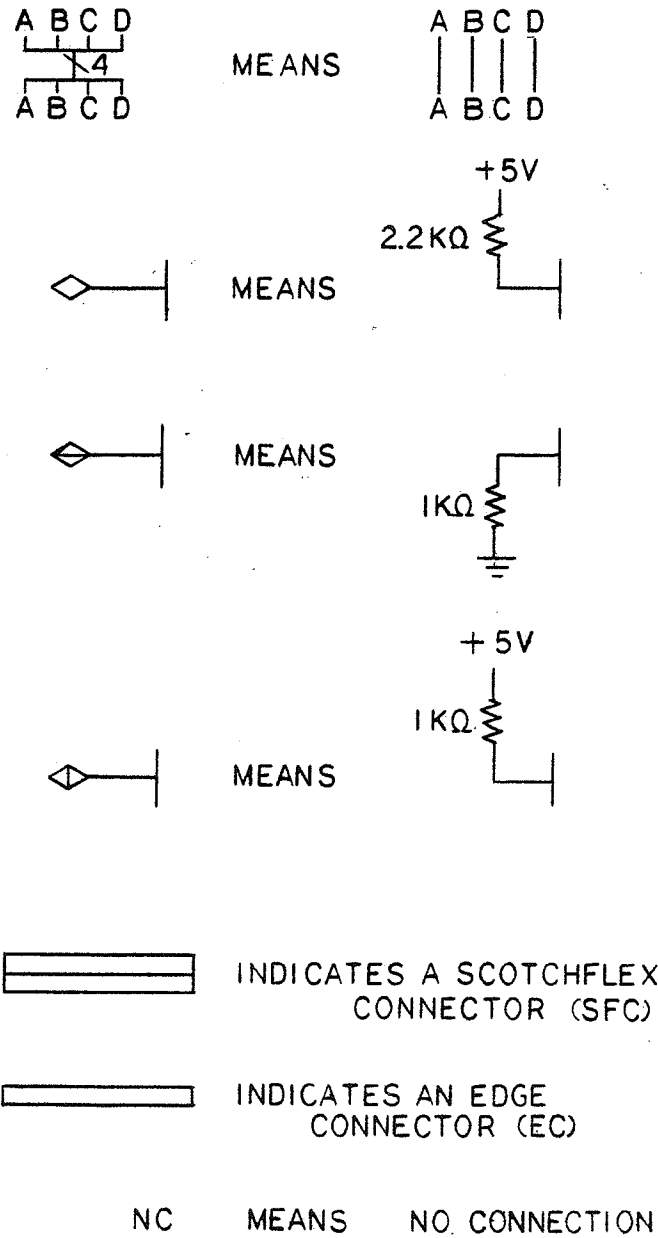 A B C D
4
A B C D
MEANS
A B C D
A B C D
MEANS
+5V
2.2KΩ
MEANS
1KΩ
MEANS
+5V
1KΩ
INDICATES A SCOTCHFLEX
CONNECTOR (SFC)
INDICATES AN EDGE
CONNECTOR (EC)
NC MEANS NO CONNECTION